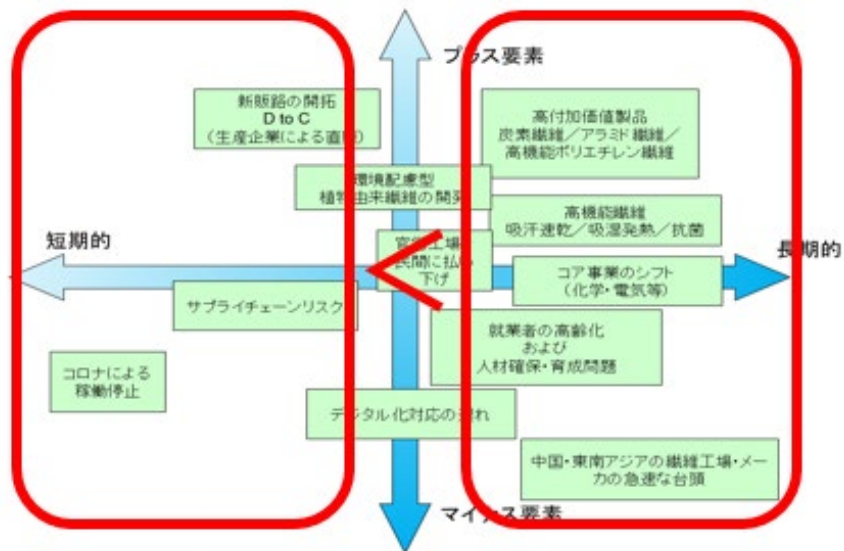 プラス要素
新販路の開拓
D to C
（生産企業による直
高付加価値製品
炭素繊維／アラミド繊維／
高機能ポリエチレン繊維
環境配慮型
植物由来繊維の開発
高機能繊維
吸汗速乾／吸湿発熱／抗菌
短期的
長期的
民間に払い
下げ
コア事業のシフト
（化学・電気等）
サプライチェーンリスク
就業者の高齢化
および
人材確保・育成問題
コロナによる
稼働停止
デジタル化対応の遅れ
中国・東南アジアの繊維工場・メー
カの急速な台頭
マイナス要素